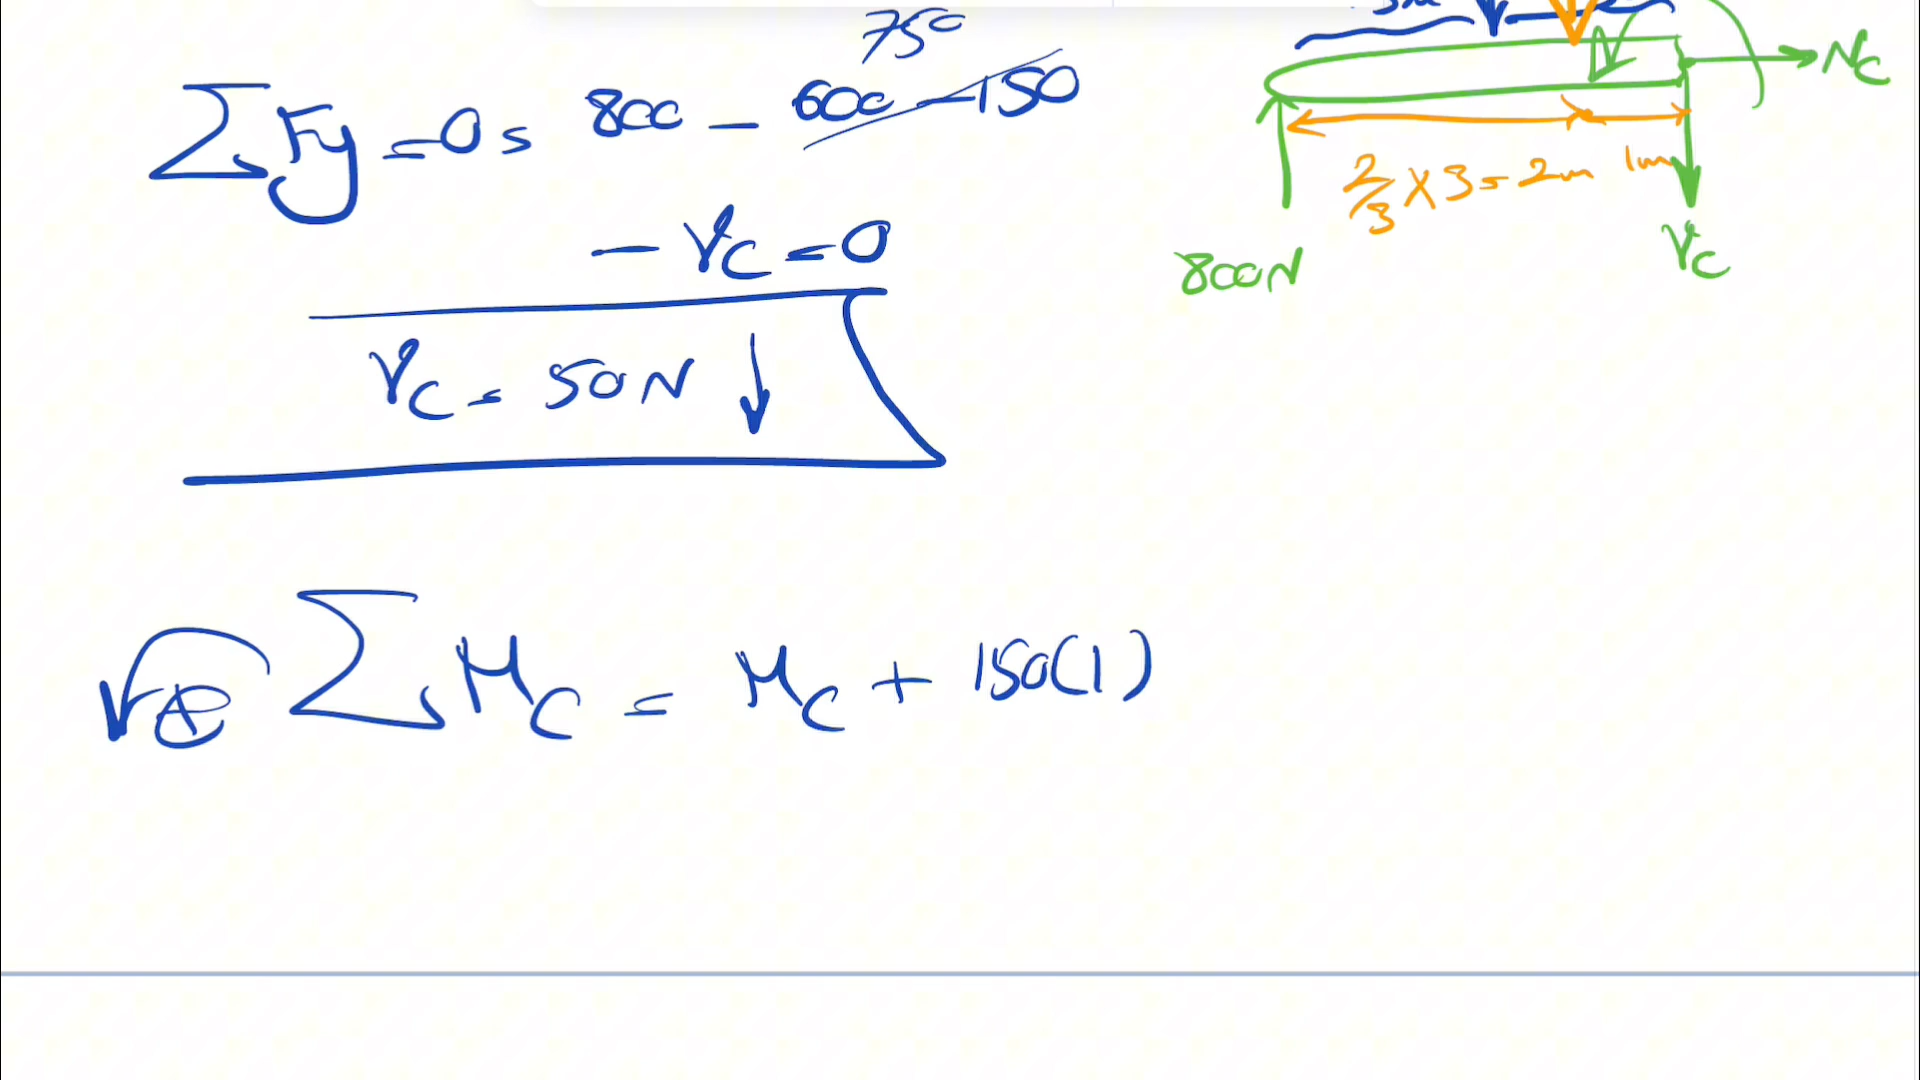 750
ΣFy = 0 = 800 - 600 - 150
- Vc = 0
Vc = 50N ↓
+ ΣMc = Mc + 150(1)
Nc
2/3 × 3 = 2m 1m
800N
Vc